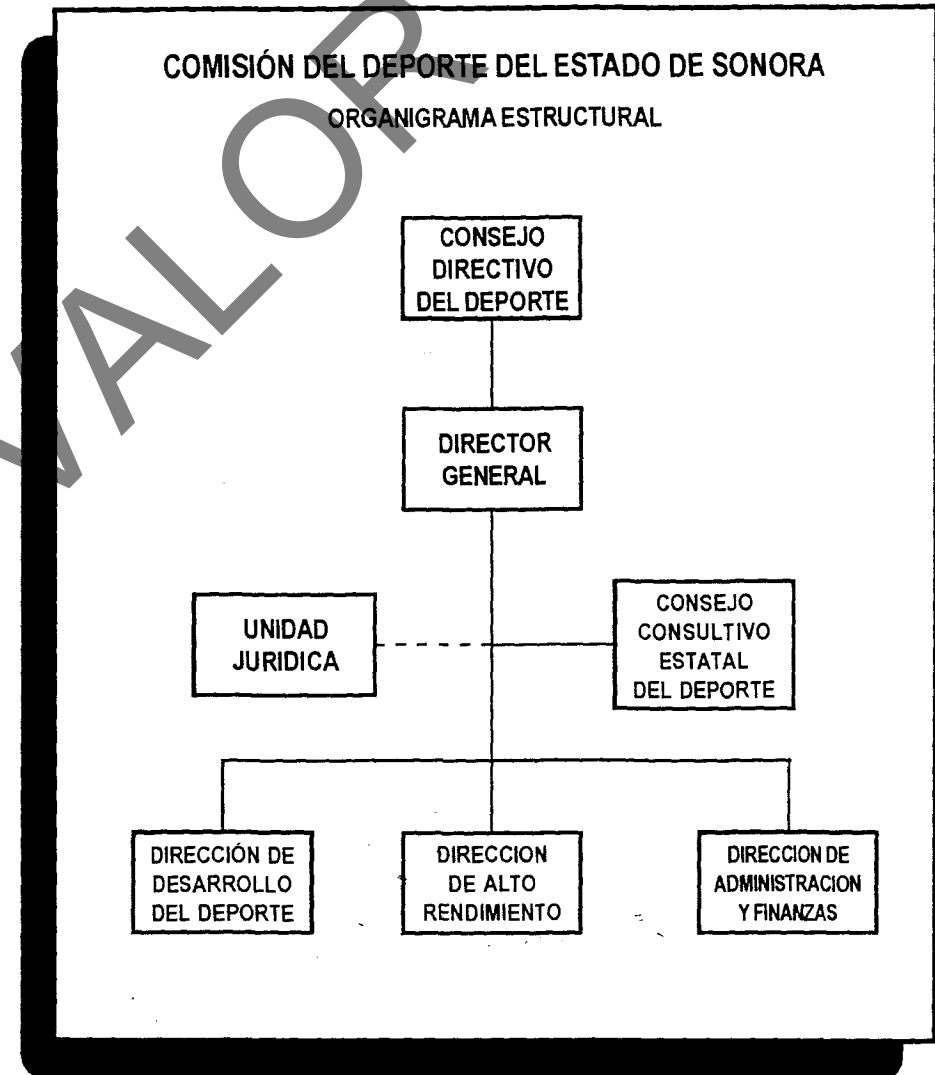 COMISIÓN DEL DEPORTE DEL ESTADO DE SONORA
ORGANIGRAMA ESTRUCTURAL
CONSEJO
DIRECTIVO
DEL DEPORTE
DIRECTOR
GENERAL
UNIDAD
JURIDICA
CONSEJO
CONSULTIVO
ESTATAL
DEL DEPORTE
DIRECCIÓN DE
DESARROLLO
DEL DEPORTE
DIRECCION
DE ALTO
RENDIMIENTO
DIRECCION DE
ADMINISTRACION
Y FINANZAS
VALOR